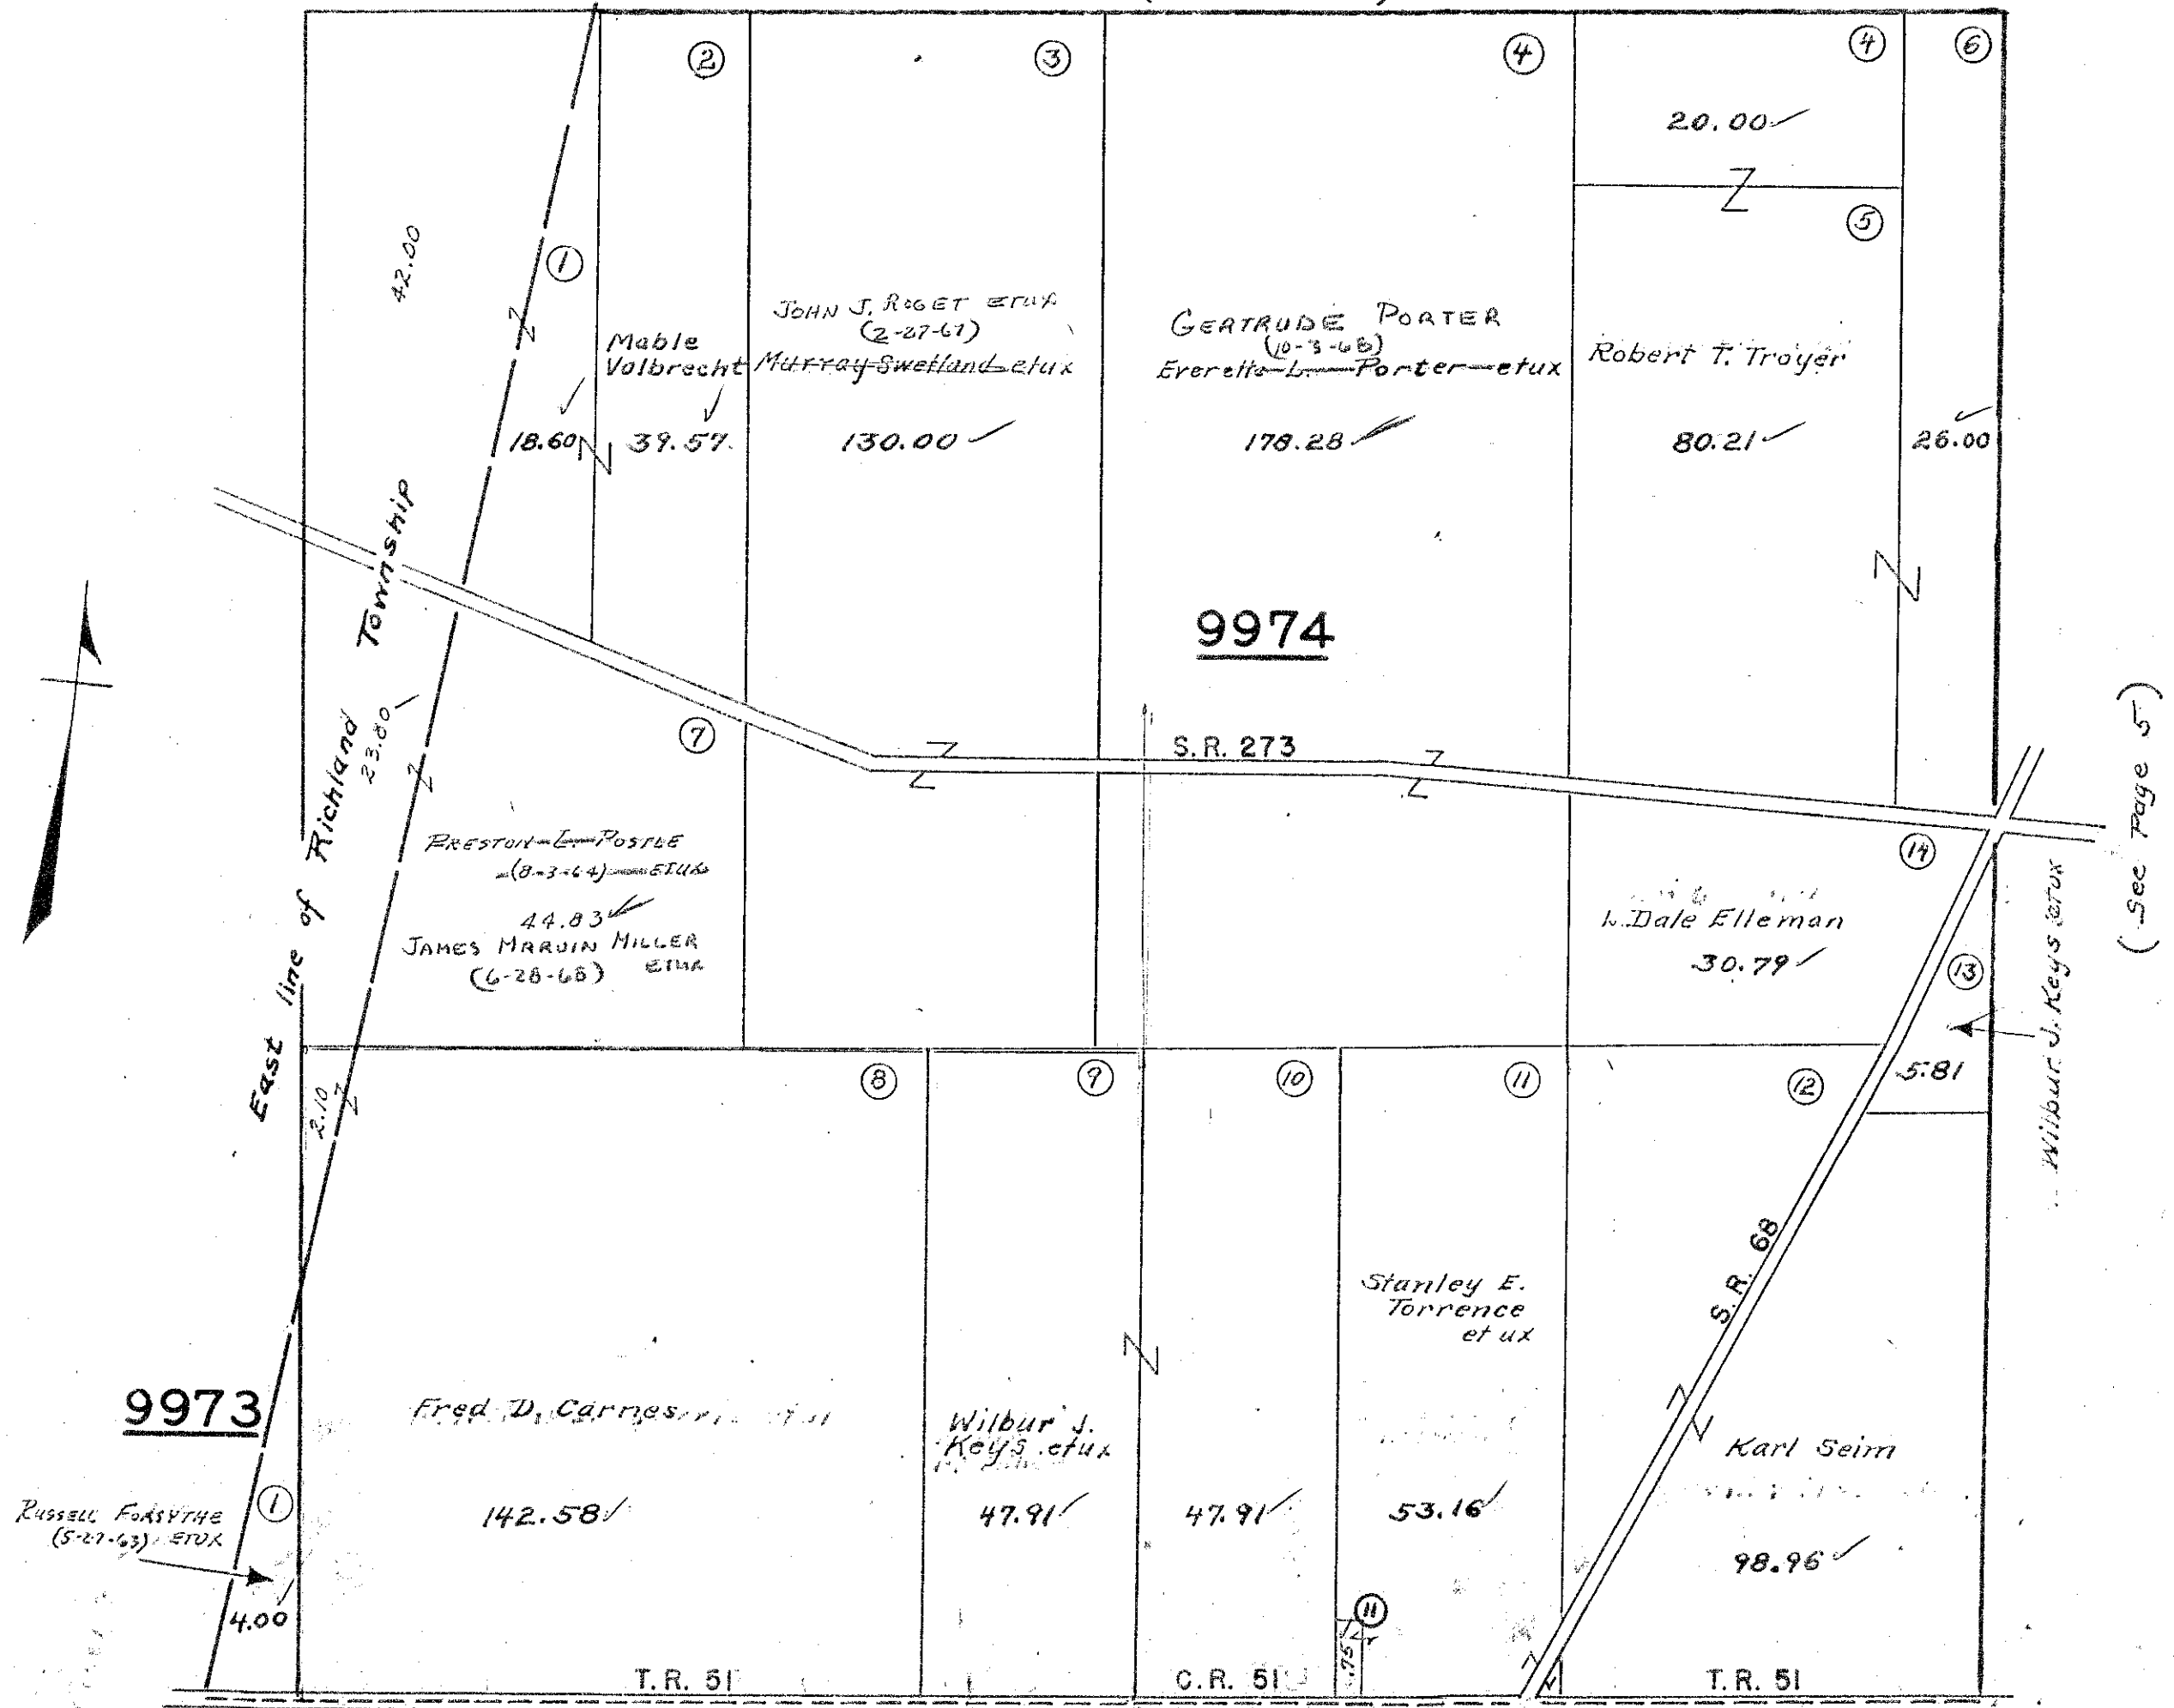 ②
③
④
④
⑥
20.00
⑤
42.00
①
Mable
Volbrecht
18.60
39.57
JOHN J. ROGET ETUX
(2-27-67)
Murray Swetland etux
130.00
GERTRUDE PORTER
(10-3-68)
Everette L. Porter etux
178.28
Robert T. Troyer
80.21
26.00
9974
S.R. 273
East line of Richland Township
23.80
⑦
PRESTON L. POSTLE
(8-3-64) ETUX
44.83
JAMES MARVIN MILLER
(6-28-68) ETUX
⑭
L. Dale Elleman
30.79
⑬
5.81
Wilbur J. Keys etux
(See Page 5)
2.10
⑧
⑨
⑩
⑪
⑫
S.R. 68
Stanley E.
Torrence
et ux
53.16
9973
Fred D. Carnes
142.58
Wilbur J.
Keys etux
47.91
47.91
Karl Seim
98.96
①
RUSSELL FORSYTHE
(5-27-63) ETUX
4.00
⑪
.75
T.R. 51
C.R. 51
T.R. 51